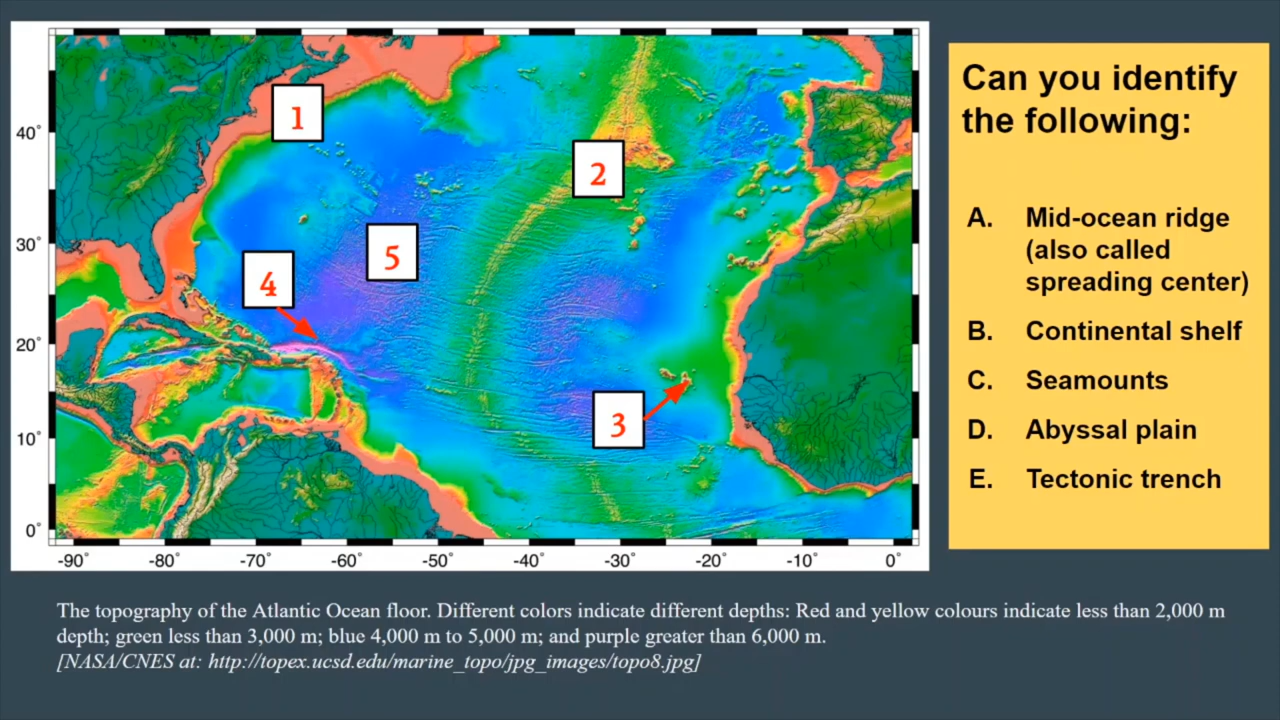 1
2
3
4
5
40˚
30˚
20˚
10˚
0˚
-90˚ -80˚ -70˚ -60˚ -50˚ -40˚ -30˚ -20˚ -10˚ 0˚
Can you identify
the following:
A. Mid-ocean ridge
(also called
spreading center)
B. Continental shelf
C. Seamounts
D. Abyssal plain
E. Tectonic trench
The topography of the Atlantic Ocean floor. Different colors indicate different depths: Red and yellow colours indicate less than 2,000 m
depth; green less than 3,000 m; blue 4,000 m to 5,000 m; and purple greater than 6,000 m.
[NASA/CNES at: http://topex.ucsd.edu/marine_topo/jpg_images/topo8.jpg]